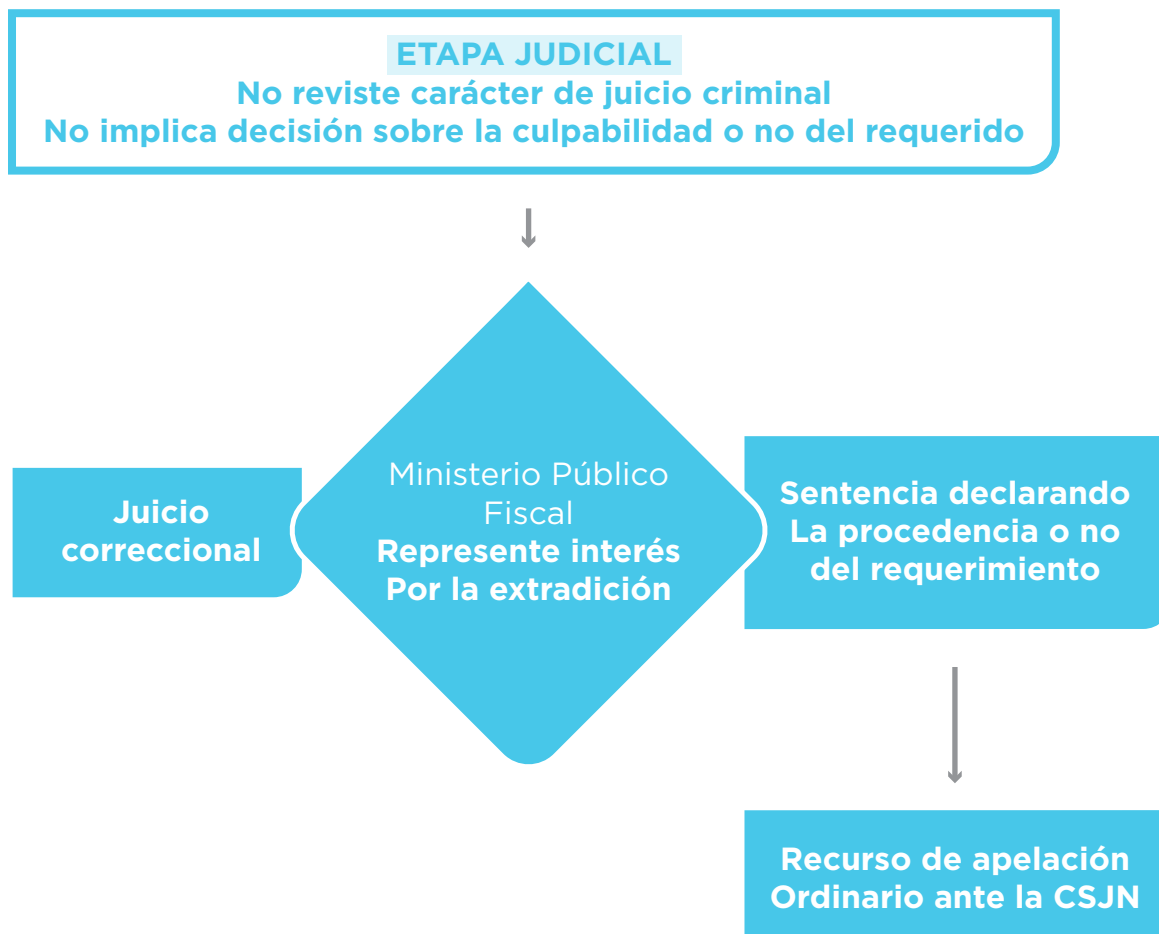 ETAPA JUDICIAL
No reviste carácter de juicio criminal
No implica decisión sobre la culpabilidad o no del requerido
Juicio
correccional
Ministerio Público
Fiscal
Represente interés
Por la extradición
Sentencia declarando
La procedencia o no
del requerimiento
Recurso de apelación
Ordinario ante la CSJN